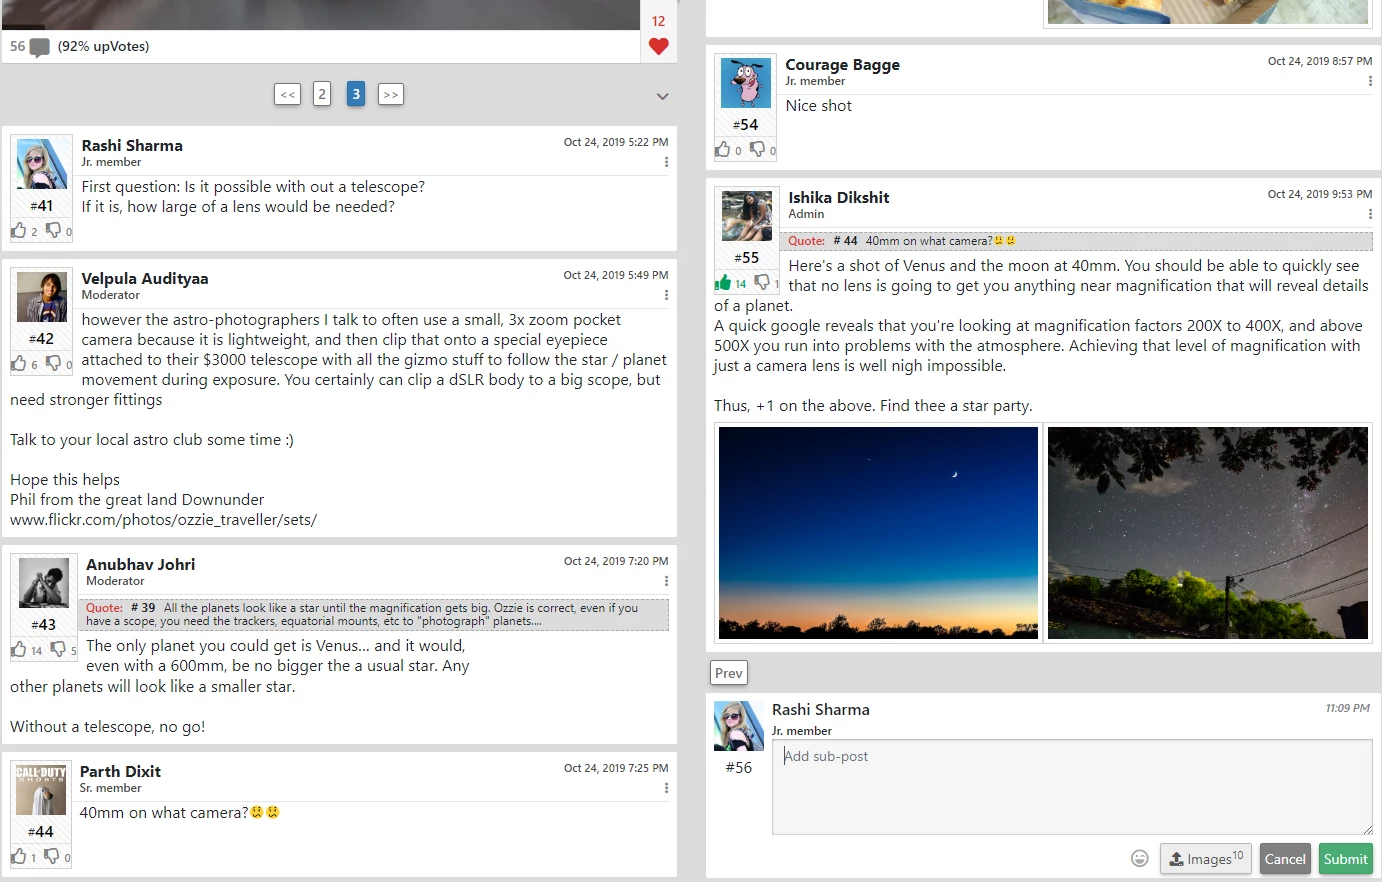 56 (92% upVotes)
12
<< 2 3 >>
Rashi Sharma
Oct 24, 2019 5:22 PM
Jr. member
#41
2 0
First question: Is it possible with out a telescope?
If it is, how large of a lens would be needed?
Velpula Audityaa
Oct 24, 2019 5:49 PM
Moderator
#42
6 0
however the astro-photographers I talk to often use a small, 3x zoom pocket
camera because it is lightweight, and then clip that onto a special eyepiece
attached to their $3000 telescope with all the gizmo stuff to follow the star / planet
movement during exposure. You certainly can clip a dSLR body to a big scope, but
need stronger fittings
Talk to your local astro club some time :)
Hope this helps
Phil from the great land Downunder
www.flickr.com/photos/ozzie_traveller/sets/
Anubhav Johri
Oct 24, 2019 7:20 PM
Moderator
#43
14 5
Quote: # 39 All the planets look like a star until the magnification gets big. Ozzie is correct, even if you
have a scope, you need the trackers, equatorial mounts, etc to "photograph" planets....
The only planet you could get is Venus... and it would,
even with a 600mm, be no bigger the a usual star. Any
other planets will look like a smaller star.
Without a telescope, no go!
Parth Dixit
Oct 24, 2019 7:25 PM
Sr. member
CALL·DUTY
GHOSTS
#44
1 0
40mm on what camera?
Courage Bagge
Oct 24, 2019 8:57 PM
Jr. member
#54
0 0
Nice shot
Ishika Dikshit
Oct 24, 2019 9:53 PM
Admin
#55
14 1
Quote: # 44 40mm on what camera?
Here's a shot of Venus and the moon at 40mm. You should be able to quickly see
that no lens is going to get you anything near magnification that will reveal details
of a planet.
A quick google reveals that you're looking at magnification factors 200X to 400X, and above
500X you run into problems with the atmosphere. Achieving that level of magnification with
just a camera lens is well nigh impossible.
Thus, +1 on the above. Find thee a star party.
Prev
Rashi Sharma
11:09 PM
Jr. member
#56
Add sub-post
Images10 Cancel Submit